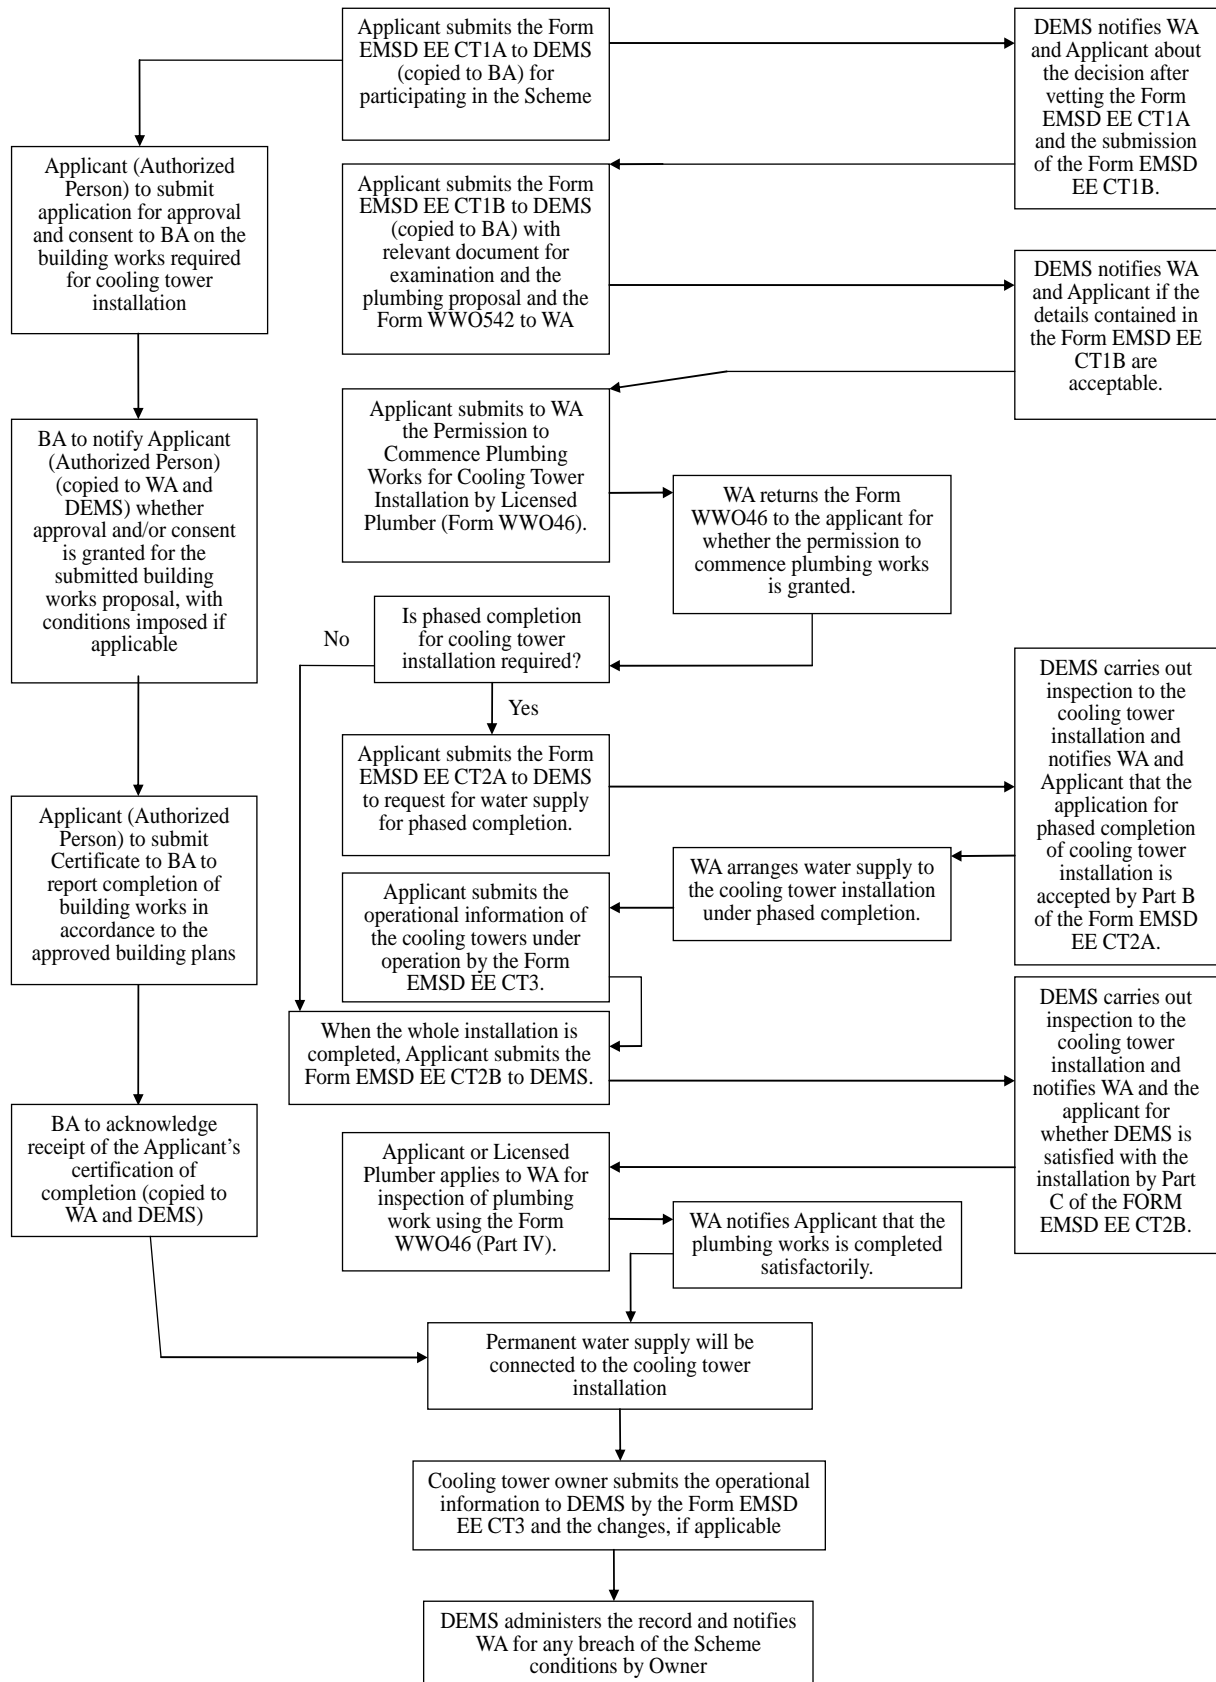 Applicant submits the Form
EMSD EE CT1A to DEMS
(copied to BA) for
participating in the Scheme
DEMS notifies WA
and Applicant about
the decision after
vetting the Form
EMSD EE CT1A
and the submission
of the Form EMSD
EE CT1B.
Applicant (Authorized
Person) to submit
application for approval
and consent to BA on the
building works required
for cooling tower
installation
Applicant submits the Form
EMSD EE CT1B to DEMS
(copied to BA) with
relevant document for
examination and the
plumbing proposal and the
Form WWO542 to WA
DEMS notifies WA
and Applicant if the
details contained in
the Form EMSD EE
CT1B are
acceptable.
Applicant submits to WA
the Permission to
Commence Plumbing
Works for Cooling Tower
Installation by Licensed
Plumber (Form WWO46).
BA to notify Applicant
(Authorized Person)
(copied to WA and
DEMS) whether
approval and/or consent
is granted for the
submitted building
works proposal, with
conditions imposed if
applicable
WA returns the Form
WWO46 to the applicant for
whether the permission to
commence plumbing works
is granted.
Is phased completion
for cooling tower
installation required?
No
Yes
DEMS carries out
inspection to the
cooling tower
installation and
notifies WA and
Applicant that the
application for
phased completion
of cooling tower
installation is
accepted by Part B
of the Form EMSD
EE CT2A.
Applicant submits the Form
EMSD EE CT2A to DEMS
to request for water supply
for phased completion.
Applicant (Authorized
Person) to submit
Certificate to BA to
report completion of
building works in
accordance to the
approved building plans
WA arranges water supply to
the cooling tower installation
under phased completion.
Applicant submits the
operational information of
the cooling towers under
operation by the Form
EMSD EE CT3.
DEMS carries out
inspection to the
cooling tower
installation and
notifies WA and the
applicant for
whether DEMS is
satisfied with the
installation by Part
C of the FORM
EMSD EE CT2B.
When the whole installation is
completed, Applicant submits the
Form EMSD EE CT2B to DEMS.
BA to acknowledge
receipt of the Applicant’s
certification of
completion (copied to
WA and DEMS)
Applicant or Licensed
Plumber applies to WA for
inspection of plumbing
work using the Form
WWO46 (Part IV).
WA notifies Applicant that the
plumbing works is completed
satisfactorily.
Permanent water supply will be
connected to the cooling tower
installation
Cooling tower owner submits the operational
information to DEMS by the Form EMSD
EE CT3 and the changes, if applicable
DEMS administers the record and notifies
WA for any breach of the Scheme
conditions by Owner